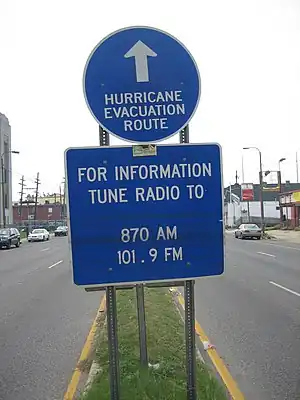 HURRICANE
EVACUATION
ROUTE
FOR INFORMATION
TUNE RADIO TO
870 AM
101.9 FM